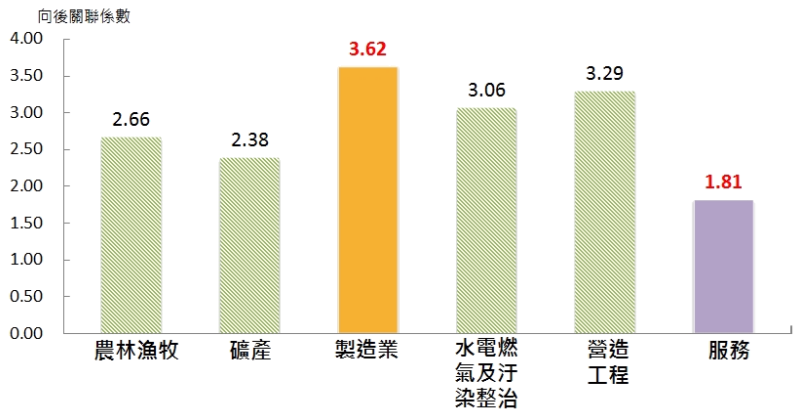 向後關聯係數
4.00
3.50
3.00
2.50
2.00
1.50
1.00
0.50
0.00
2.66
2.38
3.62
3.06
3.29
1.81
農林漁牧
礦產
製造業
水電燃
氣及汙
染整治
營造
工程
服務